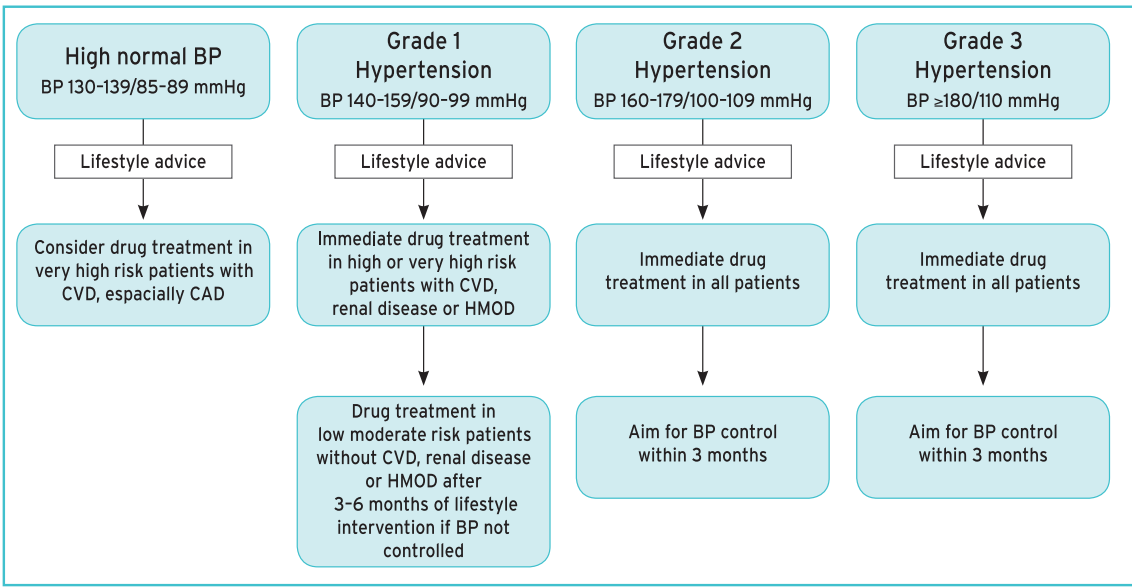 High normal BP
BP 130–139/85–89 mmHg
Lifestyle advice
Consider drug treatment in
very high risk patients with
CVD, espacially CAD
Grade 1
Hypertension
BP 140–159/90–99 mmHg
Lifestyle advice
Immediate drug treatment
in high or very high risk
patients with CVD,
renal disease or HMOD
Drug treatment in
low moderate risk patients
without CVD, renal disease
or HMOD after
3–6 months of lifestyle
intervention if BP not
controlled
Grade 2
Hypertension
BP 160–179/100–109 mmHg
Lifestyle advice
Immediate drug
treatment in all patients
Aim for BP control
within 3 months
Grade 3
Hypertension
BP ≥180/110 mmHg
Lifestyle advice
Immediate drug
treatment in all patients
Aim for BP control
within 3 months